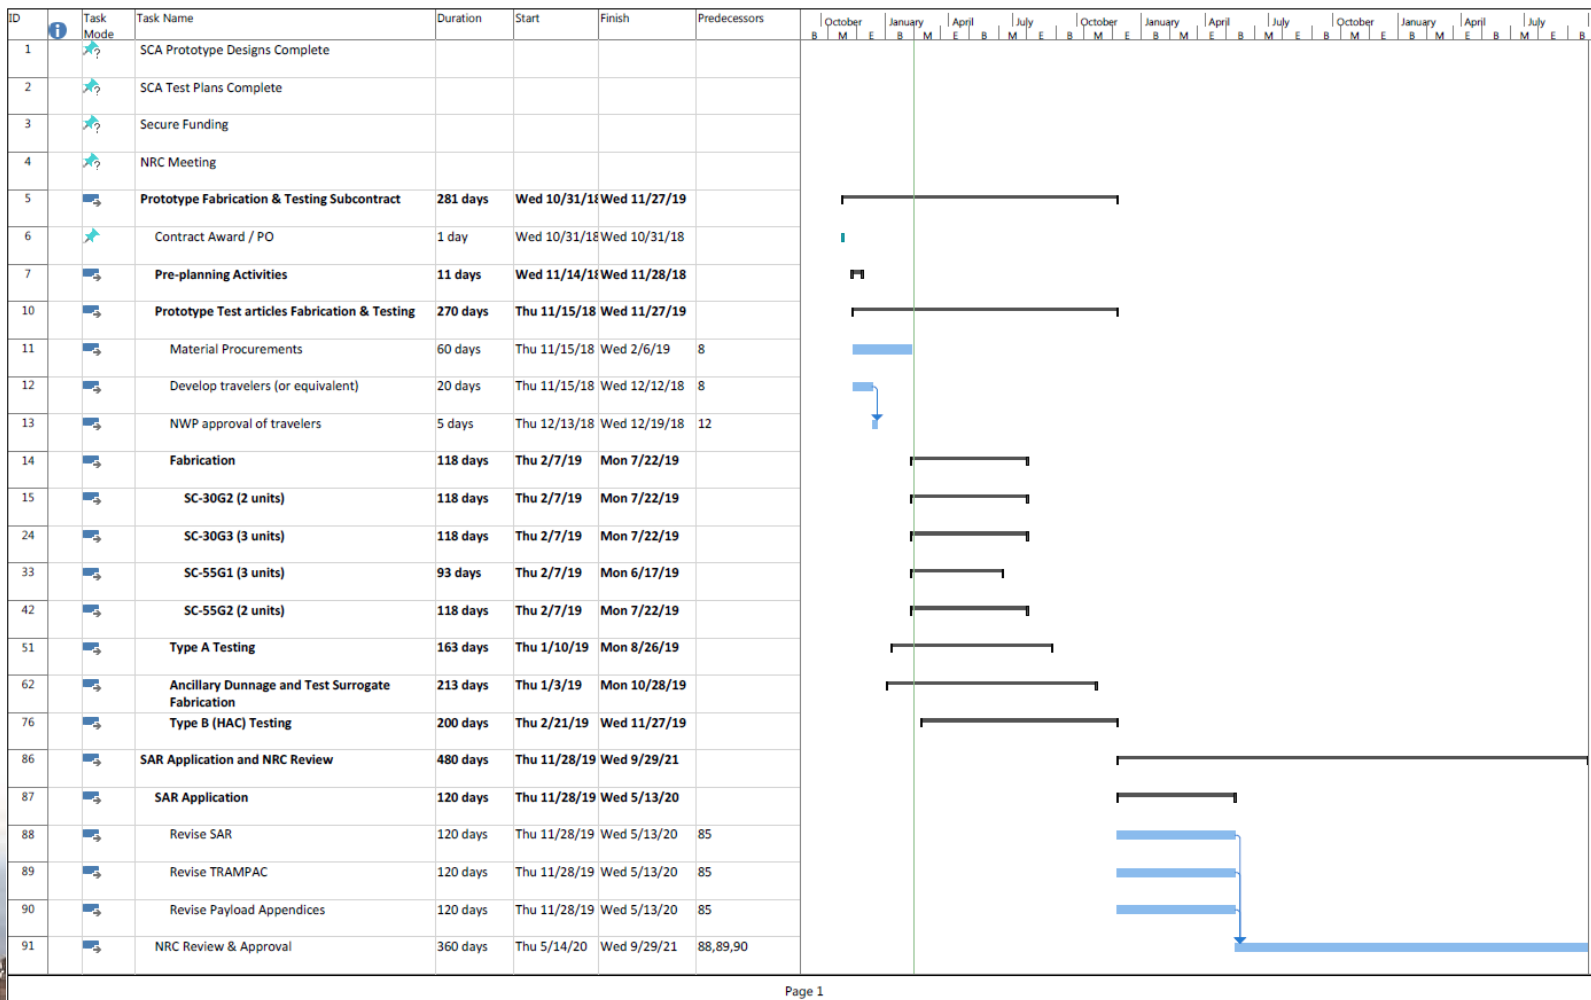 ID Task Mode Task Name Duration Start Finish Predecessors
October January April July October January April July October January April July
B M E B M E B M E B M E B M E B M E B M E B M E B
1 SCA Prototype Designs Complete
2 SCA Test Plans Complete
3 Secure Funding
4 NRC Meeting
5 Prototype Fabrication & Testing Subcontract 281 days Wed 10/31/18 Wed 11/27/19
6 Contract Award / PO 1 day Wed 10/31/18 Wed 10/31/18
7 Pre-planning Activities 11 days Wed 11/14/18 Wed 11/28/18
10 Prototype Test articles Fabrication & Testing 270 days Thu 11/15/18 Wed 11/27/19
11 Material Procurements 60 days Thu 11/15/18 Wed 2/6/19 8
12 Develop travelers (or equivalent) 20 days Thu 11/15/18 Wed 12/12/18 8
13 NWP approval of travelers 5 days Thu 12/13/18 Wed 12/19/18 12
14 Fabrication 118 days Thu 2/7/19 Mon 7/22/19
15 SC-30G2 (2 units) 118 days Thu 2/7/19 Mon 7/22/19
24 SC-30G3 (3 units) 118 days Thu 2/7/19 Mon 7/22/19
33 SC-55G1 (3 units) 93 days Thu 2/7/19 Mon 6/17/19
42 SC-55G2 (2 units) 118 days Thu 2/7/19 Mon 7/22/19
51 Type A Testing 163 days Thu 1/10/19 Mon 8/26/19
62 Ancillary Dunnage and Test Surrogate 213 days Thu 1/3/19 Mon 10/28/19
Fabrication
76 Type B (HAC) Testing 200 days Thu 2/21/19 Wed 11/27/19
86 SAR Application and NRC Review 480 days Thu 11/28/19 Wed 9/29/21
87 SAR Application 120 days Thu 11/28/19 Wed 5/13/20
88 Revise SAR 120 days Thu 11/28/19 Wed 5/13/20 85
89 Revise TRAMPAC 120 days Thu 11/28/19 Wed 5/13/20 85
90 Revise Payload Appendices 120 days Thu 11/28/19 Wed 5/13/20 85
91 NRC Review & Approval 360 days Thu 5/14/20 Wed 9/29/21 88,89,90
Page 1